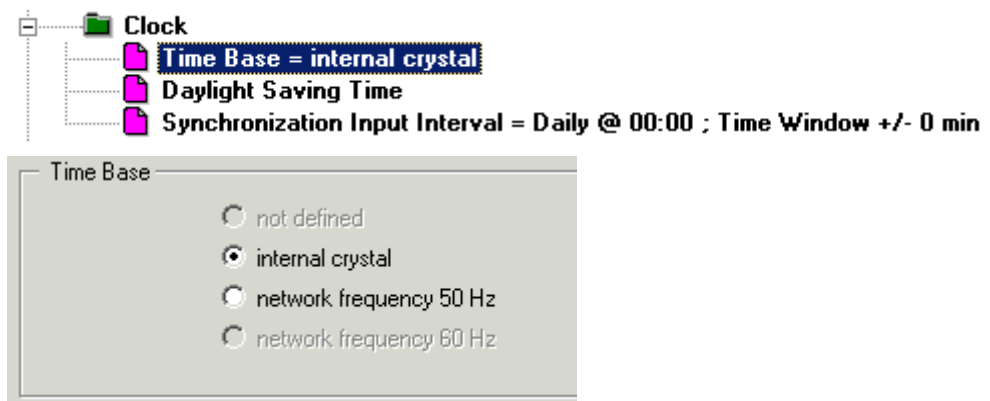 Clock
Time Base = internal crystal
Daylight Saving Time
Synchronization Input Interval = Daily @ 00:00 ; Time Window +/- 0 min
Time Base
not defined
internal crystal
network frequency 50 Hz
network frequency 60 Hz